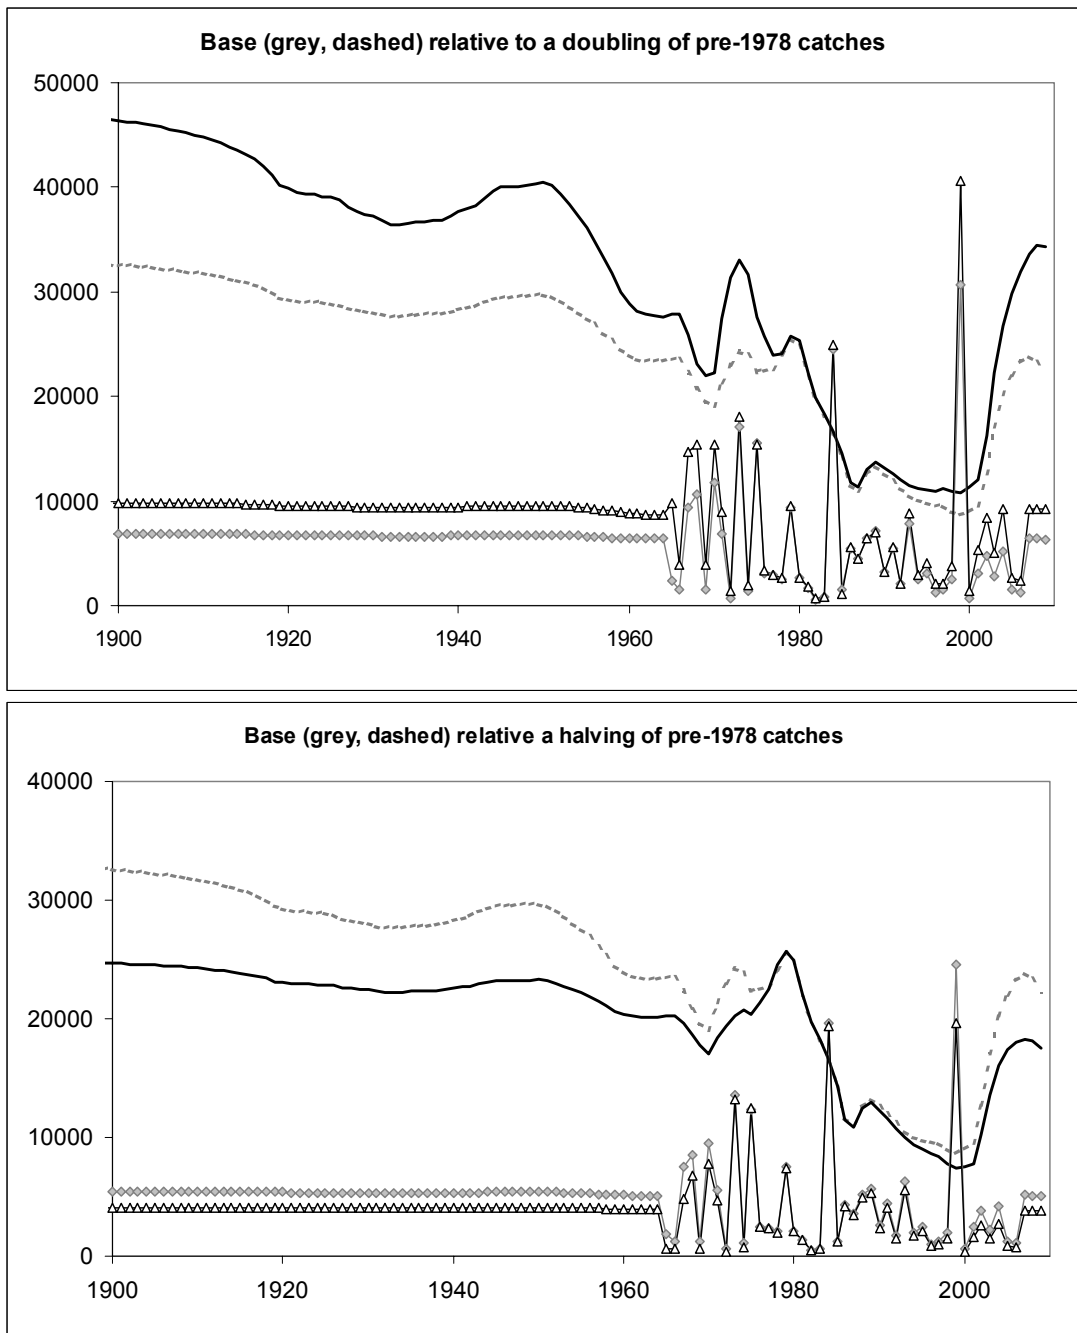 Base (grey, dashed) relative to a doubling of pre-1978 catches
50000
40000
30000
20000
10000
0
1900 1920 1940 1960 1980 2000
Base (grey, dashed) relative a halving of pre-1978 catches
40000
30000
20000
10000
0
1900 1920 1940 1960 1980 2000